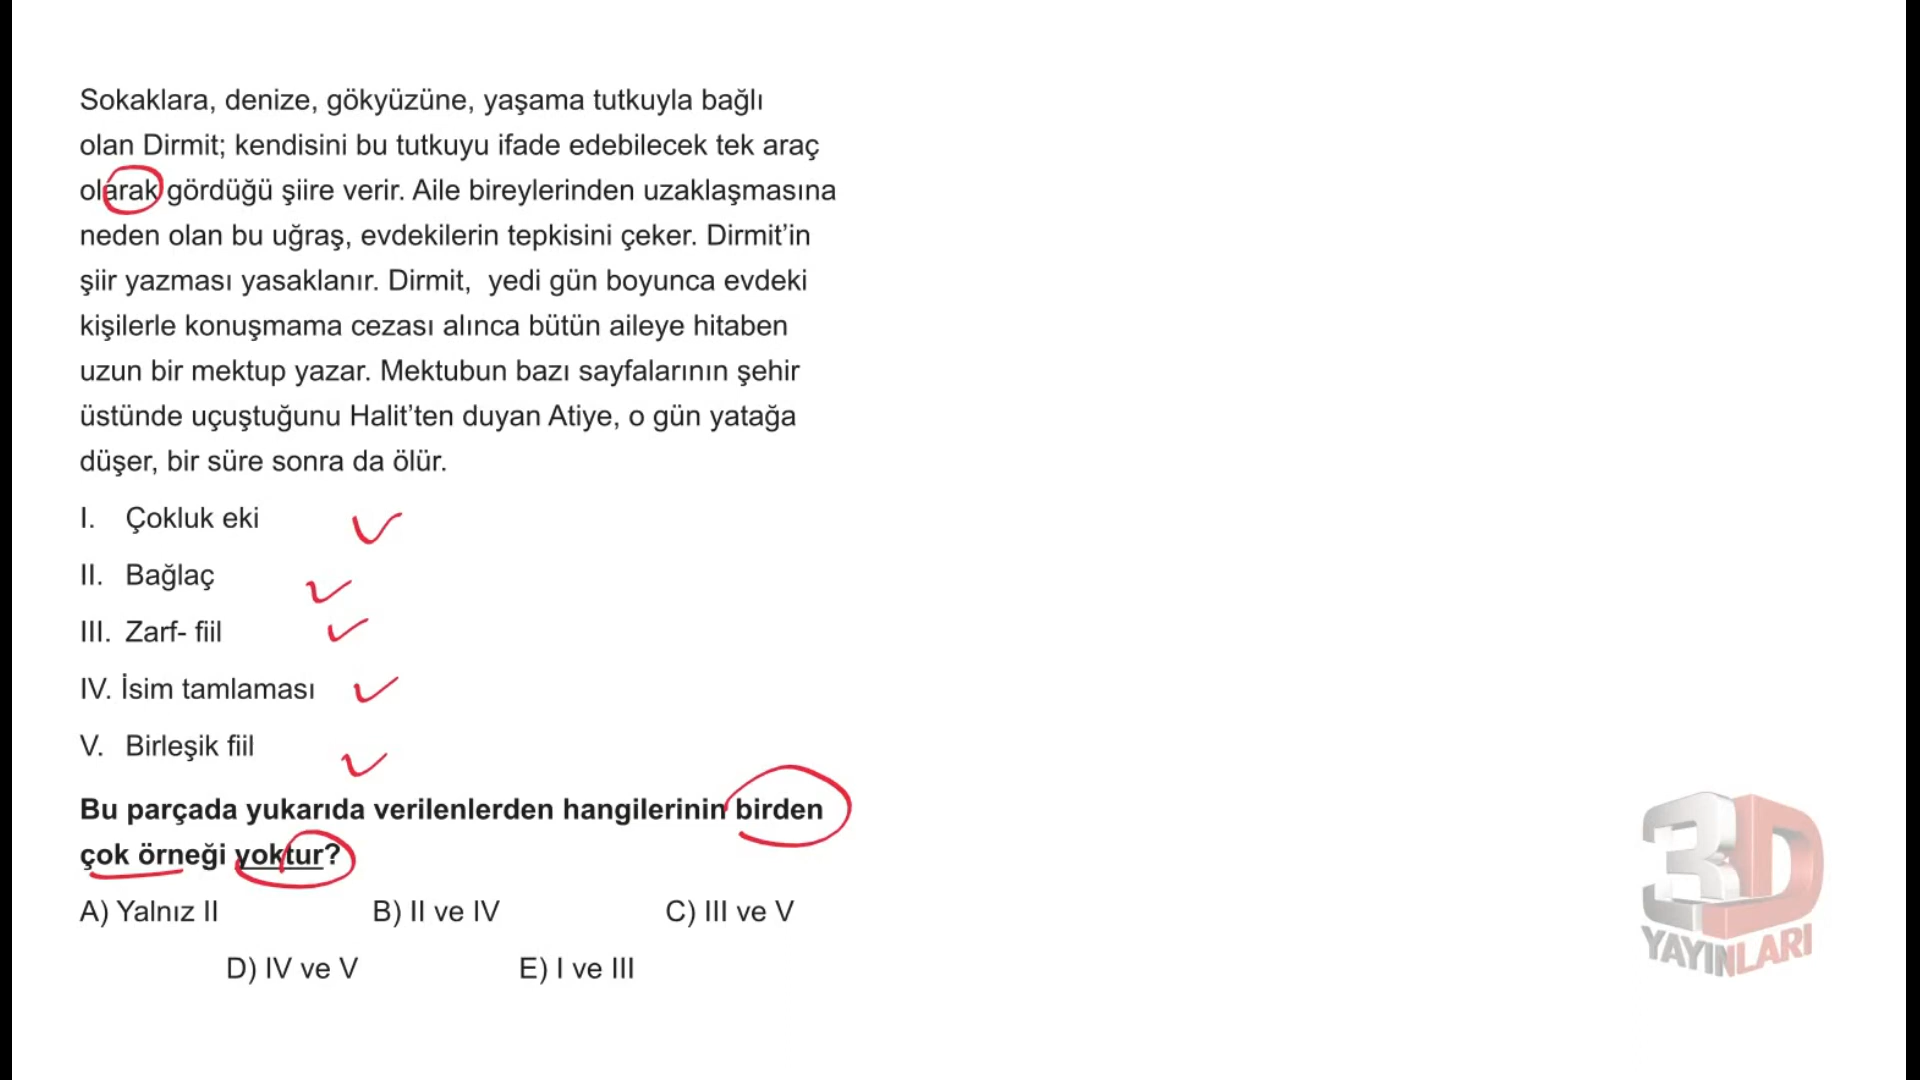 Sokaklara, denize, gökyüzüne, yaşama tutkuyla bağlı
olan Dirmit; kendisini bu tutkuyu ifade edebilecek tek araç
olarak gördüğü şiire verir. Aile bireylerinden uzaklaşmasına
neden olan bu uğraş, evdekilerin tepkisini çeker. Dirmit’in
şiir yazması yasaklanır. Dirmit, yedi gün boyunca evdeki
kişilerle konuşmama cezası alınca bütün aileye hitaben
uzun bir mektup yazar. Mektubun bazı sayfalarının şehir
üstünde uçuştuğunu Halit’ten duyan Atiye, o gün yatağa
düşer, bir süre sonra da ölür.
I. Çokluk eki
II. Bağlaç
III. Zarf- fiil
IV. İsim tamlaması
V. Birleşik fiil
Bu parçada yukarıda verilenlerden hangilerinin birden
çok örneği yoktur?
A) Yalnız II B) II ve IV C) III ve V
D) IV ve V E) I ve III
3D
YAYINLARI